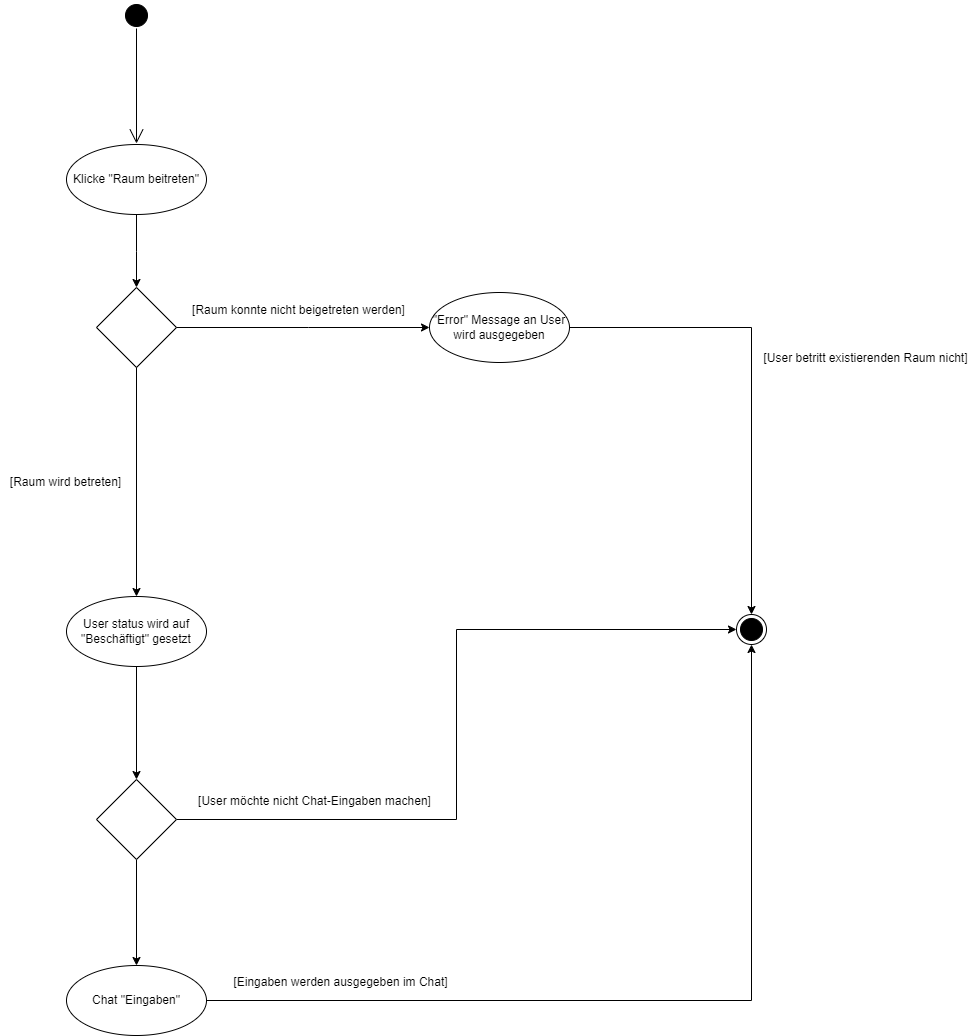 Klicke "Raum beitreten"
[Raum konnte nicht beigetreten werden]
"Error" Message an User
wird ausgegeben
[User betritt existierenden Raum nicht]
[Raum wird betreten]
User status wird auf
"Beschäftigt" gesetzt
[User möchte nicht Chat-Eingaben machen]
[Eingaben werden ausgegeben im Chat]
Chat "Eingaben"